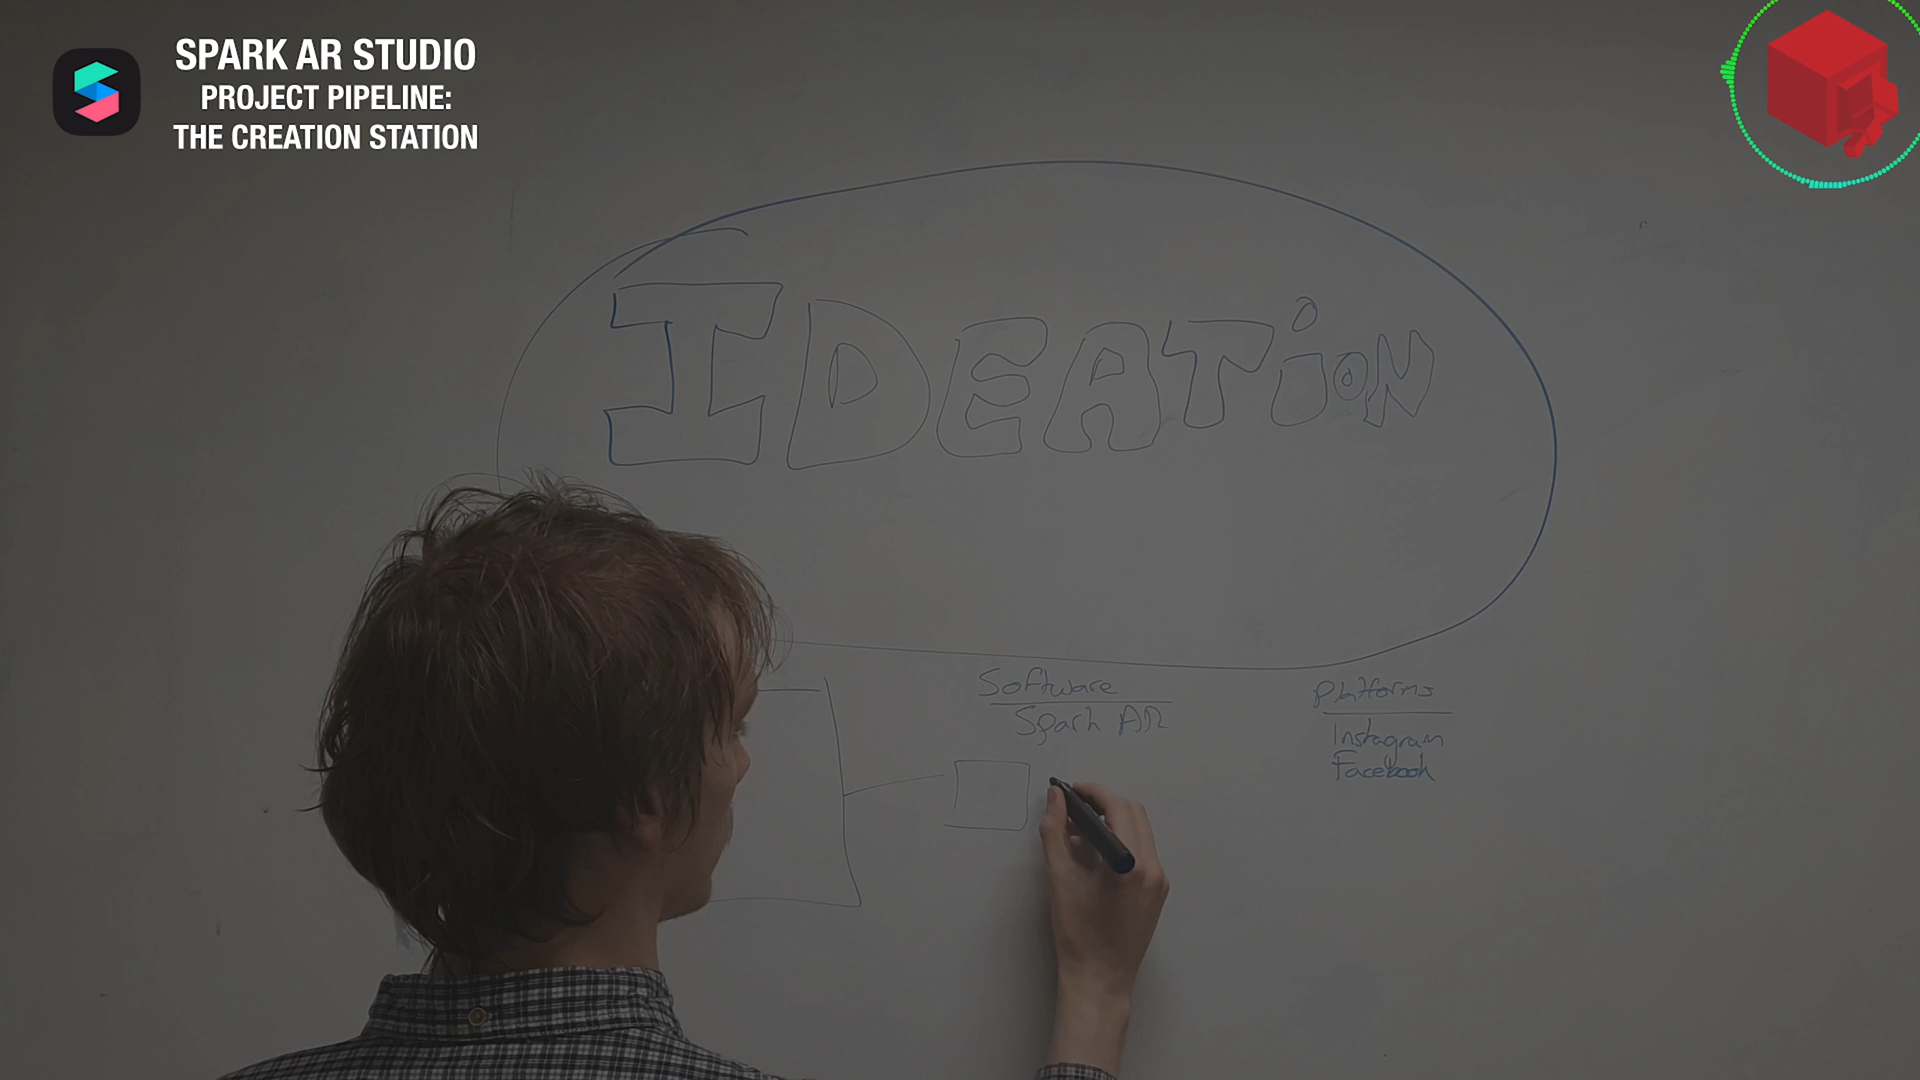 SPARK AR STUDIO
PROJECT PIPELINE:
THE CREATION STATION
IDEATiON
Software
Spark AR
Platforms
Instagram
Facebook